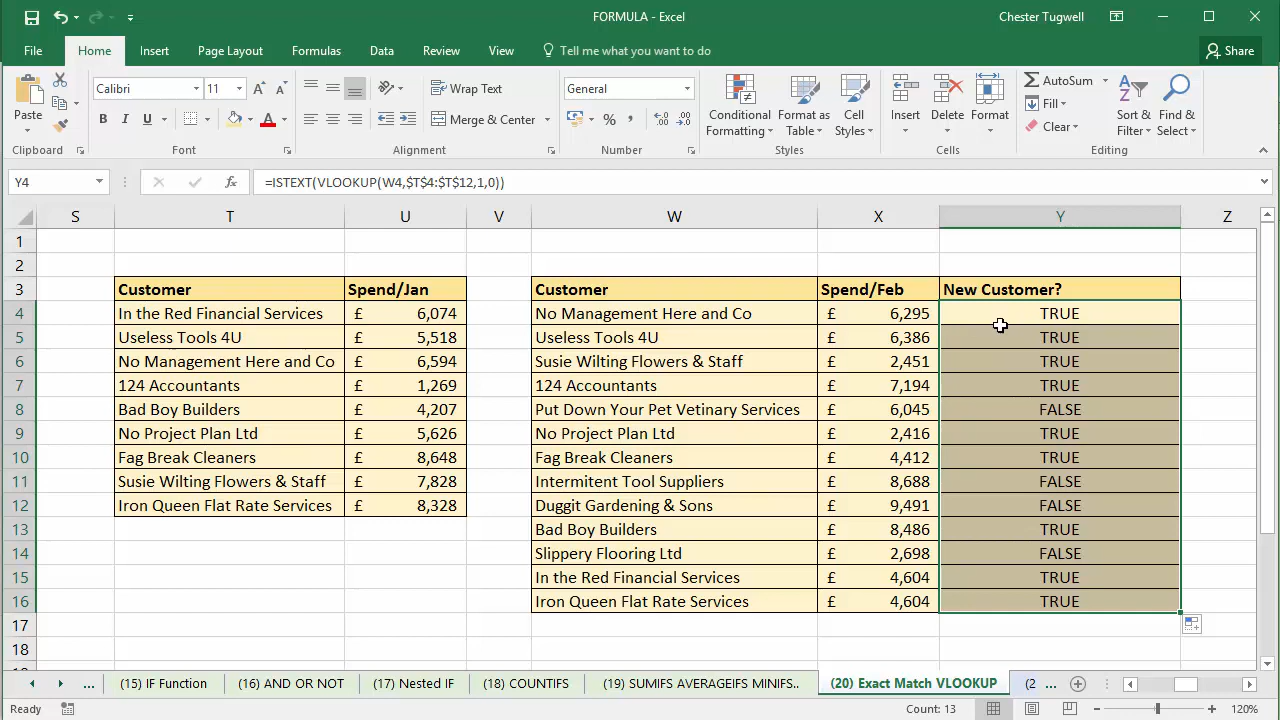 FORMULA - Excel
Chester Tugwell
File Home Insert Page Layout Formulas Data Review View Tell me what you want to do Share
Paste
Calibri 11
B I U A
Wrap Text
Merge & Center
General
%
Conditional Formatting
Format as Table
Cell Styles
Insert
Delete
Format
AutoSum
Fill
Clear
Sort & Filter
Find & Select
Clipboard Font Alignment Number Styles Cells Editing
Y4 fx =ISTEXT(VLOOKUP(W4,$T$4:$T$12,1,0))
S T U V W X Y Z
1
2
3 Customer Spend/Jan Customer Spend/Feb New Customer?
4 In the Red Financial Services £ 6,074 No Management Here and Co £ 6,295 TRUE
5 Useless Tools 4U £ 5,518 Useless Tools 4U £ 6,386 TRUE
6 No Management Here and Co £ 6,594 Susie Wilting Flowers & Staff £ 2,451 TRUE
7 124 Accountants £ 1,269 124 Accountants £ 7,194 TRUE
8 Bad Boy Builders £ 4,207 Put Down Your Pet Vetinary Services £ 6,045 FALSE
9 No Project Plan Ltd £ 5,626 No Project Plan Ltd £ 2,416 TRUE
10 Fag Break Cleaners £ 8,648 Fag Break Cleaners £ 4,412 TRUE
11 Susie Wilting Flowers & Staff £ 7,828 Intermitent Tool Suppliers £ 8,688 FALSE
12 Iron Queen Flat Rate Services £ 8,328 Duggit Gardening & Sons £ 9,491 FALSE
13 Bad Boy Builders £ 8,486 TRUE
14 Slippery Flooring Ltd £ 2,698 FALSE
15 In the Red Financial Services £ 4,604 TRUE
16 Iron Queen Flat Rate Services £ 4,604 TRUE
17
18
... (15) IF Function (16) AND OR NOT (17) Nested IF (18) COUNTIFS (19) SUMIFS AVERAGEIFS MINIFS.. (20) Exact Match VLOOKUP (2 ...
Ready Count: 13 120%